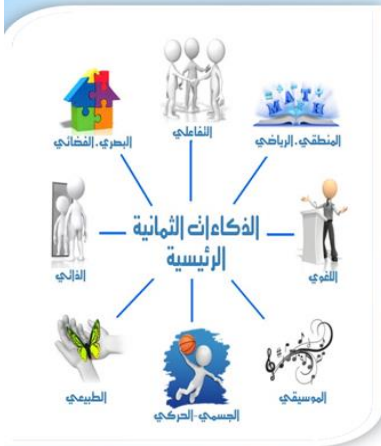 التفاعلي
المنطقي.الرياضي
MATH
البصري.الفضائي
الذكاءات الثمانية
الرئيسية
اللغوي
الذاتي
الموسيقي
الجسمي-الحركي
الطبيعي